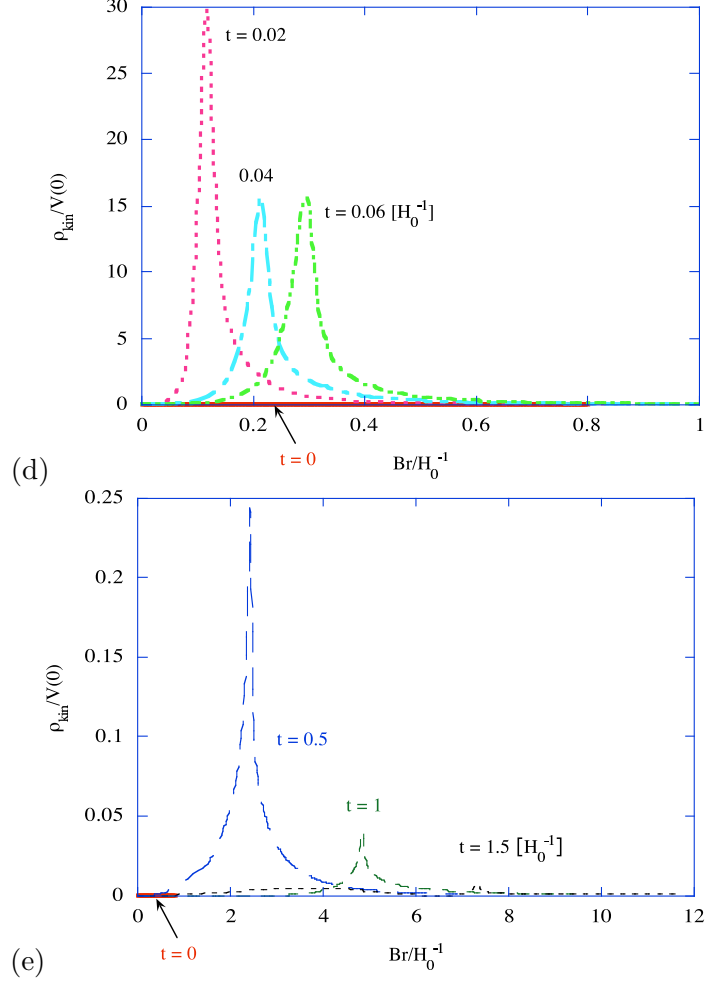 30
25
20
15
10
5
0
ρkin/V(0)
t = 0.02
0.04
t = 0.06 [H₀⁻¹]
0 0.2 0.4 0.6 0.8 1
t = 0
Br/H₀⁻¹
(d)
0.25
0.2
0.15
0.1
0.05
0
ρkin/V(0)
t = 0.5
t = 1
t = 1.5 [H₀⁻¹]
0 2 4 6 8 10 12
t = 0
Br/H₀⁻¹
(e)